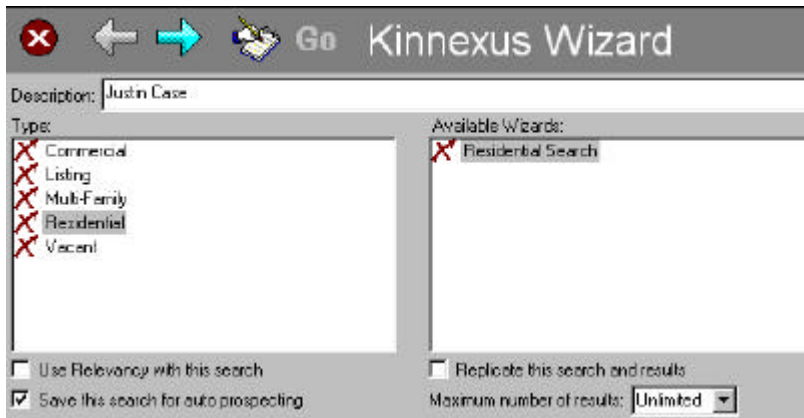 Go Kinnexus Wizard
Description: Justin Case
Type:
Commercial
Listing
Multi-Family
Residential
Vacant
Available Wizards:
Residential Search
Use Relevancy with this search
Save this search for auto prospecting
Replicate this search and results
Maximum number of results: Unlimited